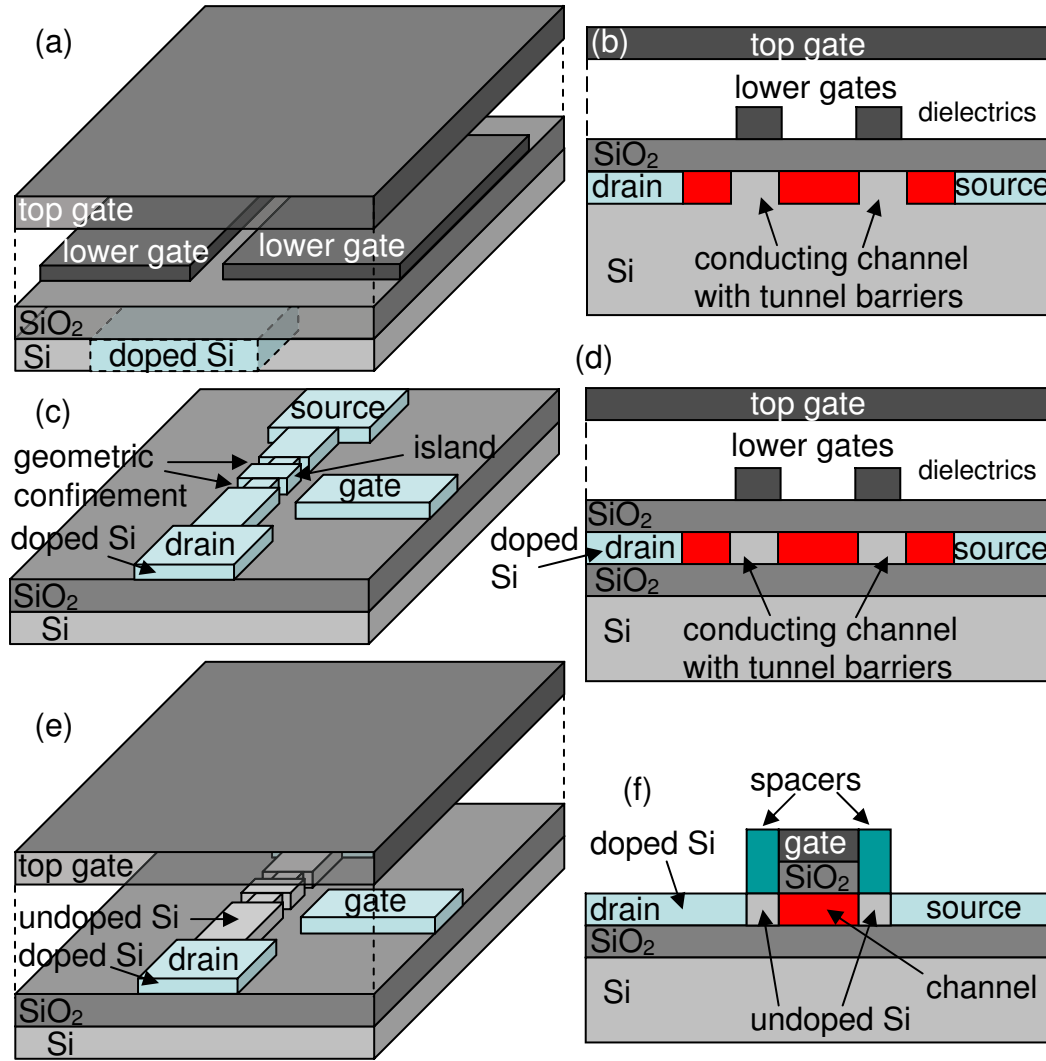 (a)
top gate
lower gate
lower gate
SiO2
Si
doped Si
(b)
top gate
lower gates
dielectrics
SiO2
drain
source
conducting channel
with tunnel barriers
Si
(c)
source
geometric
confinement
island
gate
doped Si
drain
SiO2
Si
(d)
top gate
lower gates
dielectrics
SiO2
doped
Si
drain
source
SiO2
Si
conducting channel
with tunnel barriers
(e)
top gate
undoped Si
gate
doped Si
drain
SiO2
Si
(f)
spacers
doped Si
gate
SiO2
drain
source
SiO2
Si
channel
undoped Si